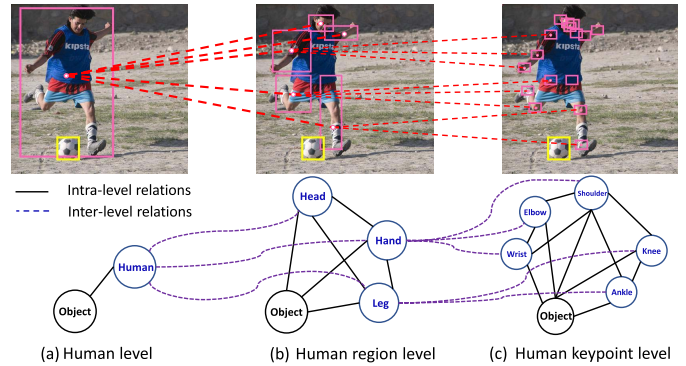 kipsta
kipsta
kipsta
Intra-level relations
Inter-level relations
Human
Object
Head
Hand
Leg
Object
Shoulder
Elbow
Wrist
Knee
Ankle
Object
(a) Human level
(b) Human region level
(c) Human keypoint level